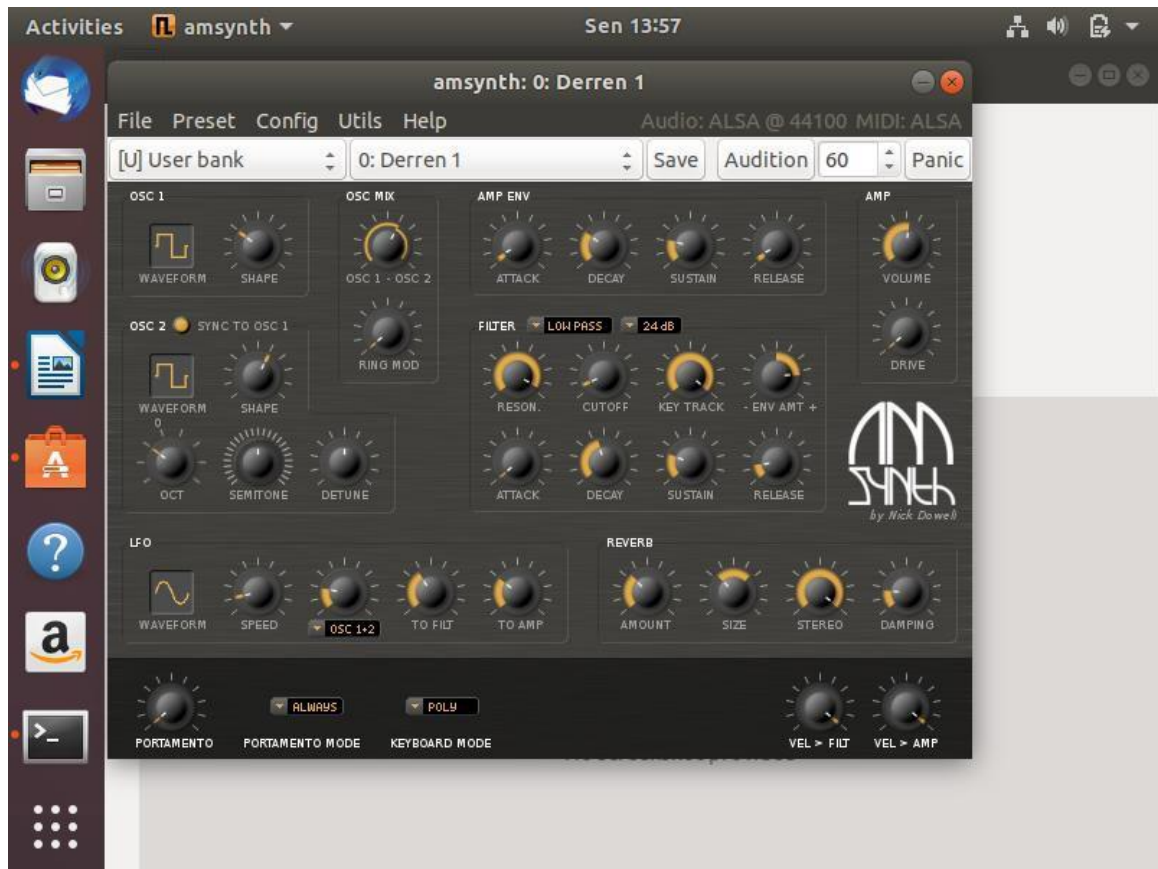 Activities amsynth Sen 13:57
amsynth: 0: Derren 1
File Preset Config Utils Help Audio: ALSA @ 44100 MIDI: ALSA
[U] User bank 0: Derren 1 Save Audition 60 Panic
OSC 1 OSC MIX AMP ENV AMP
WAVEFORM SHAPE OSC 1 - OSC 2 ATTACK DECAY SUSTAIN RELEASE VOLUME
OSC 2 SYNC TO OSC 1 FILTER LOW PASS 24 dB
RING MOD DRIVE
WAVEFORM SHAPE RESON. CUTOFF KEY TRACK - ENV AMT +
0
OCT SEMITONE DETUNE ATTACK DECAY SUSTAIN RELEASE
AM SYNTH
by Nick Dowell
LFO REVERB
WAVEFORM SPEED OSC 1+2 TO FILT TO AMP AMOUNT SIZE STEREO DAMPING
ALWAYS POLY
PORTAMENTO PORTAMENTO MODE KEYBOARD MODE VEL > FILT VEL > AMP